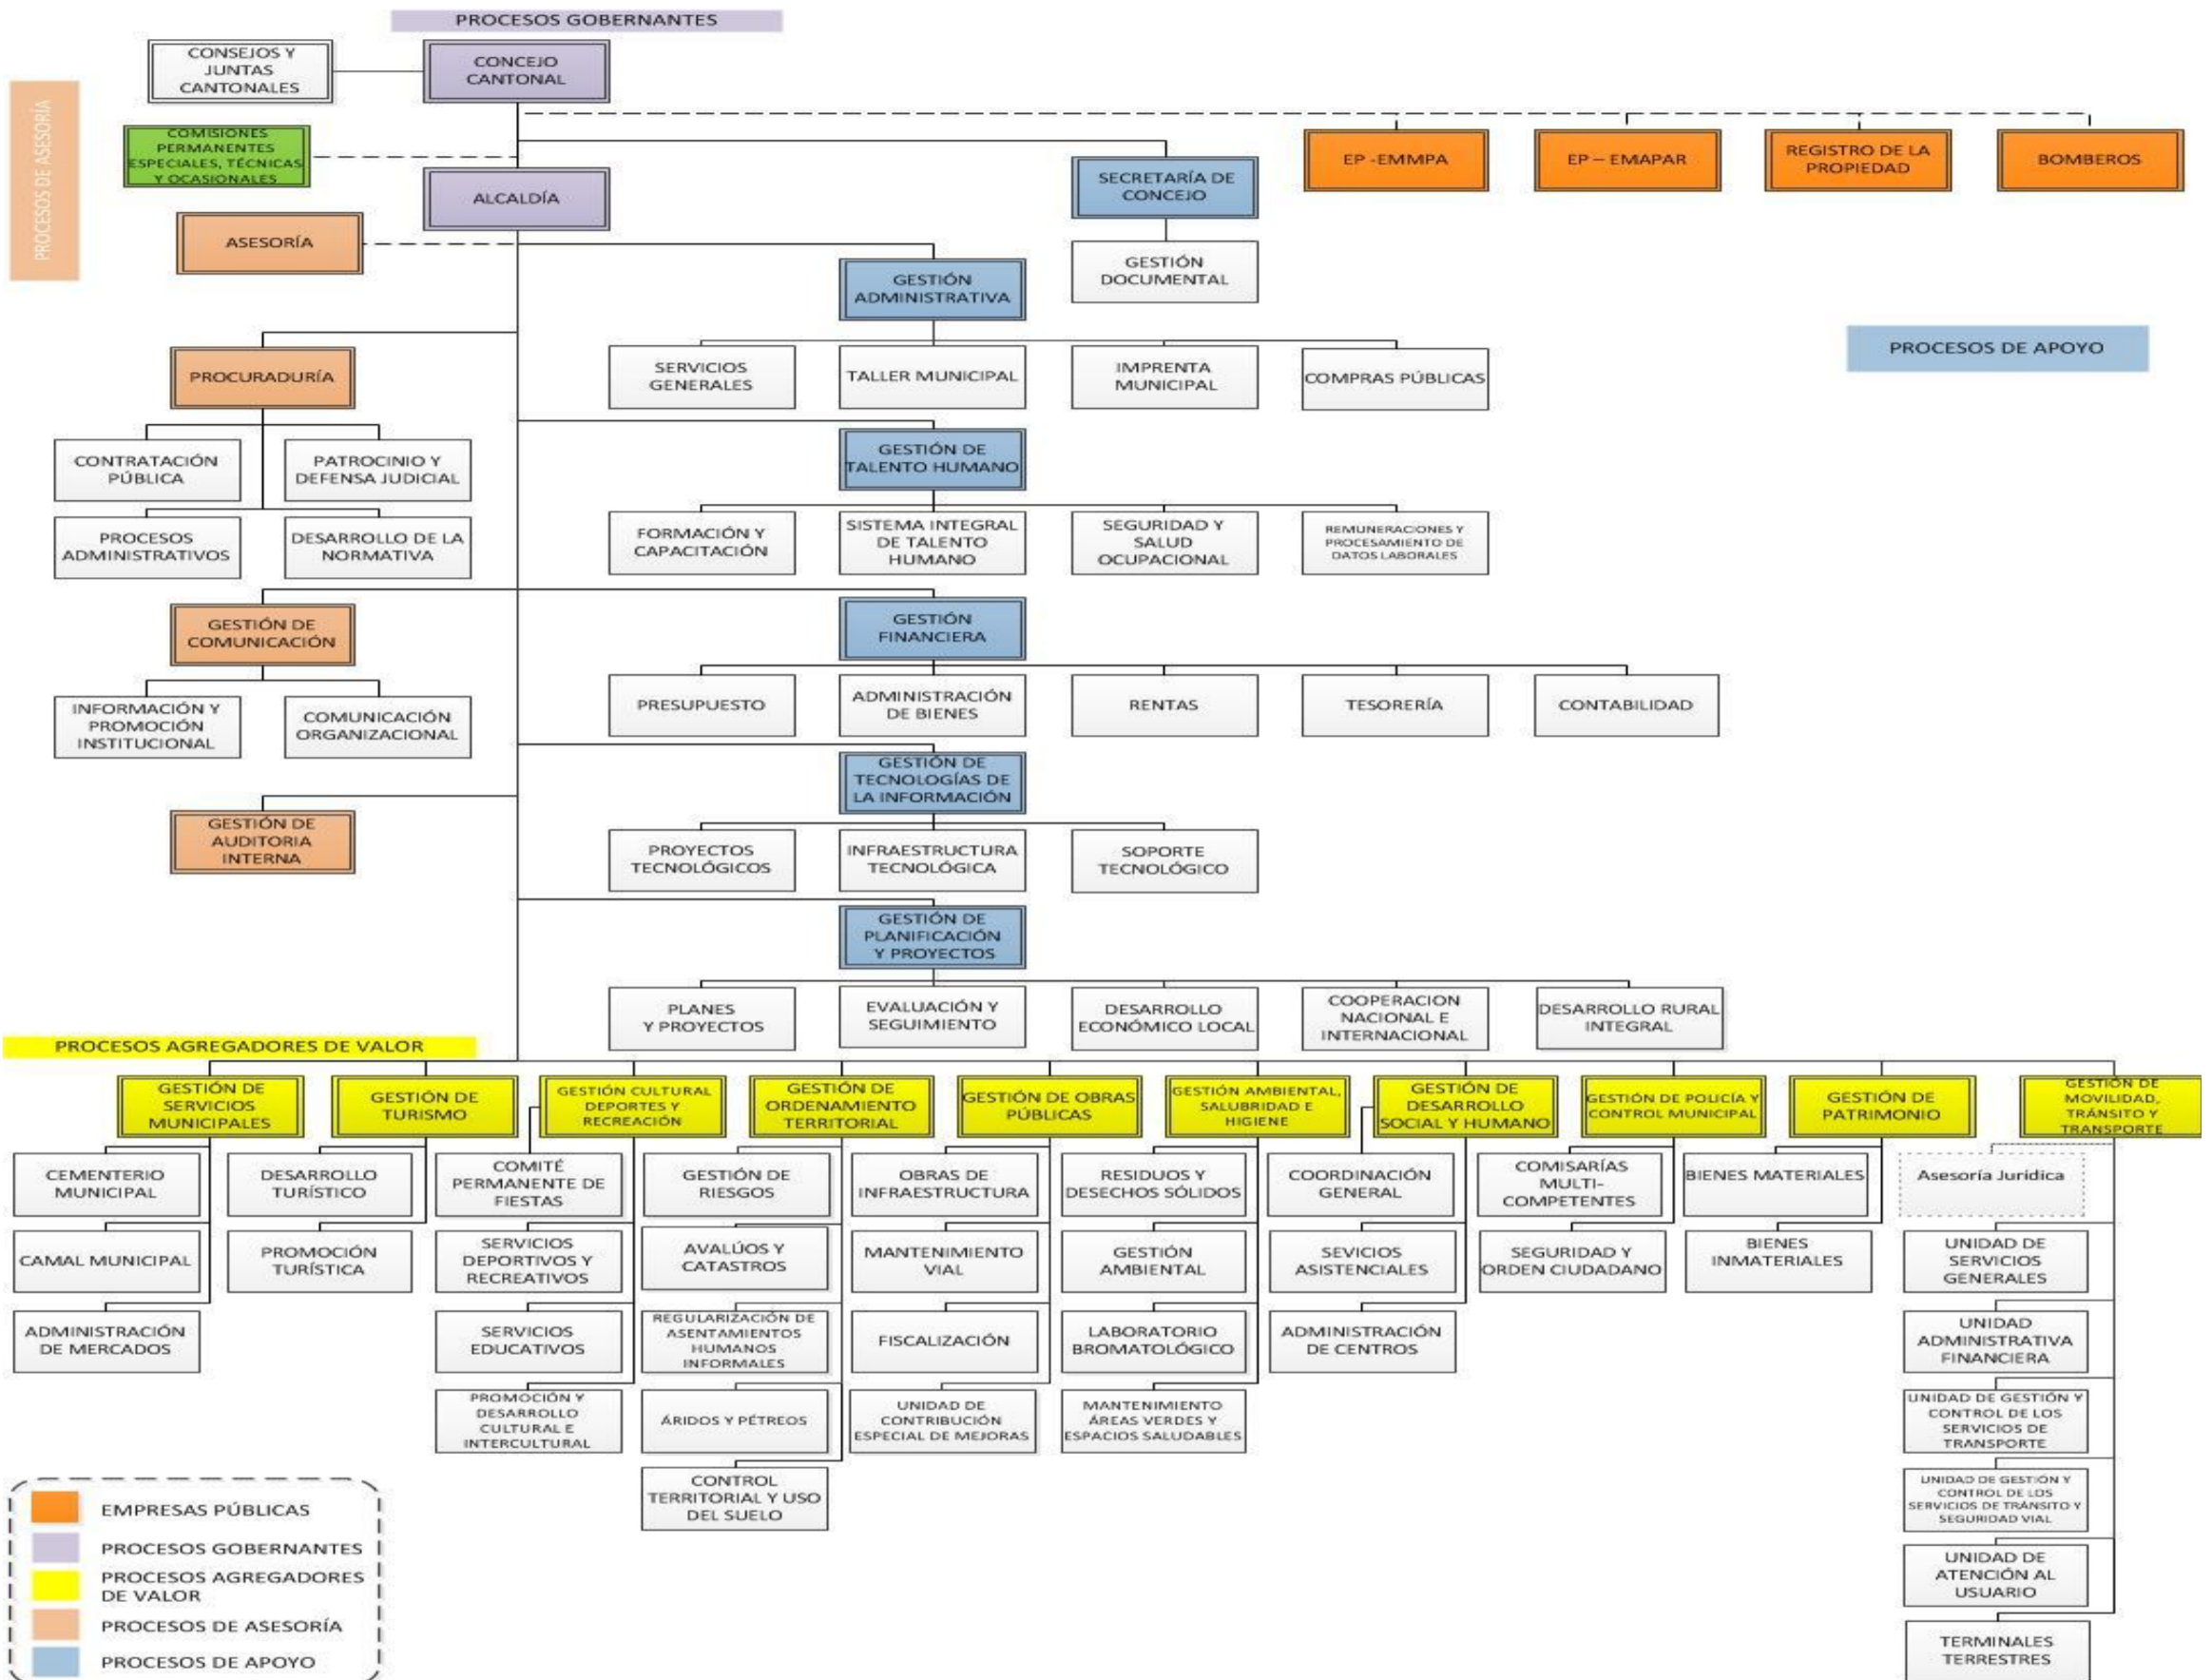 PROCESOS GOBERNANTES
CONSEJOS Y
JUNTAS
CANTONALES
CONCEJO
CANTONAL
PROCESOS DE ASESORÍA
COMISIONES
PERMANENTES
ESPECIALES, TÉCNICAS
Y OCASIONALES
EP -EMMPA
EP – EMAPAR
REGISTRO DE LA
PROPIEDAD
BOMBEROS
ALCALDÍA
SECRETARÍA DE
CONCEJO
ASESORÍA
GESTIÓN
DOCUMENTAL
GESTIÓN
ADMINISTRATIVA
PROCESOS DE APOYO
PROCURADURÍA
SERVICIOS
GENERALES
TALLER MUNICIPAL
IMPRENTA
MUNICIPAL
COMPRAS PÚBLICAS
CONTRATACIÓN
PÚBLICA
PATROCINIO Y
DEFENSA JUDICIAL
GESTIÓN DE
TALENTO HUMANO
PROCESOS
ADMINISTRATIVOS
DESARROLLO DE LA
NORMATIVA
FORMACIÓN Y
CAPACITACIÓN
SISTEMA INTEGRAL
DE TALENTO
HUMANO
SEGURIDAD Y
SALUD
OCUPACIONAL
REMUNERACIONES Y
PROCESAMIENTO DE
DATOS LABORALES
GESTIÓN DE
COMUNICACIÓN
GESTIÓN
FINANCIERA
INFORMACIÓN Y
PROMOCIÓN
INSTITUCIONAL
COMUNICACIÓN
ORGANIZACIONAL
PRESUPUESTO
ADMINISTRACIÓN
DE BIENES
RENTAS
TESORERÍA
CONTABILIDAD
GESTIÓN DE
TECNOLOGÍAS DE
LA INFORMACIÓN
GESTIÓN DE
AUDITORIA
INTERNA
PROYECTOS
TECNOLÓGICOS
INFRAESTRUCTURA
TECNOLÓGICA
SOPORTE
TECNOLÓGICO
GESTIÓN DE
PLANIFICACIÓN
Y PROYECTOS
PLANES
Y PROYECTOS
EVALUACIÓN Y
SEGUIMIENTO
DESARROLLO
ECONÓMICO LOCAL
COOPERACION
NACIONAL E
INTERNACIONAL
DESARROLLO RURAL
INTEGRAL
PROCESOS AGREGADORES DE VALOR
GESTIÓN DE
SERVICIOS
MUNICIPALES
GESTIÓN DE
TURISMO
GESTIÓN CULTURAL
DEPORTES Y
RECREACIÓN
GESTIÓN DE
ORDENAMIENTO
TERRITORIAL
GESTIÓN DE OBRAS
PÚBLICAS
GESTIÓN AMBIENTAL,
SALUBRIDAD E
HIGIENE
GESTIÓN DE
DESARROLLO
SOCIAL Y HUMANO
GESTIÓN DE POLICÍA Y
CONTROL MUNICIPAL
GESTIÓN DE
PATRIMONIO
GESTIÓN DE
MOVILIDAD,
TRÁNSITO Y
TRANSPORTE
CEMENTERIO
MUNICIPAL
DESARROLLO
TURÍSTICO
COMITÉ
PERMANENTE DE
FIESTAS
GESTIÓN DE
RIESGOS
OBRAS DE
INFRAESTRUCTURA
RESIDUOS Y
DESECHOS SÓLIDOS
COORDINACIÓN
GENERAL
COMISARÍAS
MULTI-
COMPETENTES
BIENES MATERIALES
Asesoría Jurídica
CAMAL MUNICIPAL
PROMOCIÓN
TURÍSTICA
SERVICIOS
DEPORTIVOS Y
RECREATIVOS
AVALÚOS Y
CATASTROS
MANTENIMIENTO
VIAL
GESTIÓN
AMBIENTAL
SEVICIOS
ASISTENCIALES
SEGURIDAD Y
ORDEN CIUDADANO
BIENES
INMATERIALES
UNIDAD DE
SERVICIOS
GENERALES
ADMINISTRACIÓN
DE MERCADOS
SERVICIOS
EDUCATIVOS
REGULARIZACIÓN DE
ASENTAMIENTOS
HUMANOS
INFORMALES
FISCALIZACIÓN
LABORATORIO
BROMATOLÓGICO
ADMINISTRACIÓN
DE CENTROS
UNIDAD
ADMINISTRATIVA
FINANCIERA
PROMOCIÓN Y
DESARROLLO
CULTURAL E
INTERCULTURAL
ÁRIDOS Y PÉTREOS
UNIDAD DE
CONTRIBUCIÓN
ESPECIAL DE MEJORAS
MANTENIMIENTO
ÁREAS VERDES Y
ESPACIOS SALUDABLES
UNIDAD DE GESTIÓN Y
CONTROL DE LOS
SERVICIOS DE
TRANSPORTE
CONTROL
TERRITORIAL Y USO
DEL SUELO
UNIDAD DE GESTIÓN Y
CONTROL DE LOS
SERVICIOS DE TRÁNSITO Y
SEGURIDAD VIAL
UNIDAD DE
ATENCIÓN AL
USUARIO
TERMINALES
TERRESTRES
EMPRESAS PÚBLICAS
PROCESOS GOBERNANTES
PROCESOS AGREGADORES
DE VALOR
PROCESOS DE ASESORÍA
PROCESOS DE APOYO